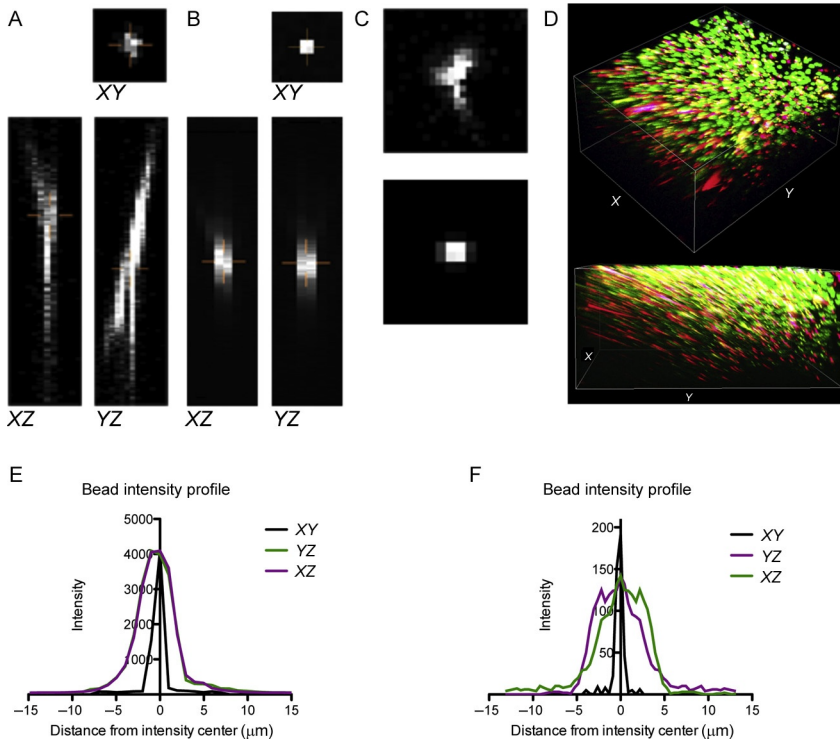 A
B
C
D
XY
XY
X
Y
X
Y
XZ
YZ
XZ
YZ
E
F
Bead intensity profile
Bead intensity profile
5000
4000
3000
2000
1000
Intensity
XY
YZ
XZ
–15
–10
–5
0
5
10
15
Distance from intensity center (μm)
200
150
100
50
Intensity
XY
YZ
XZ
–15
–10
–5
0
5
10
15
Distance from intensity center (μm)